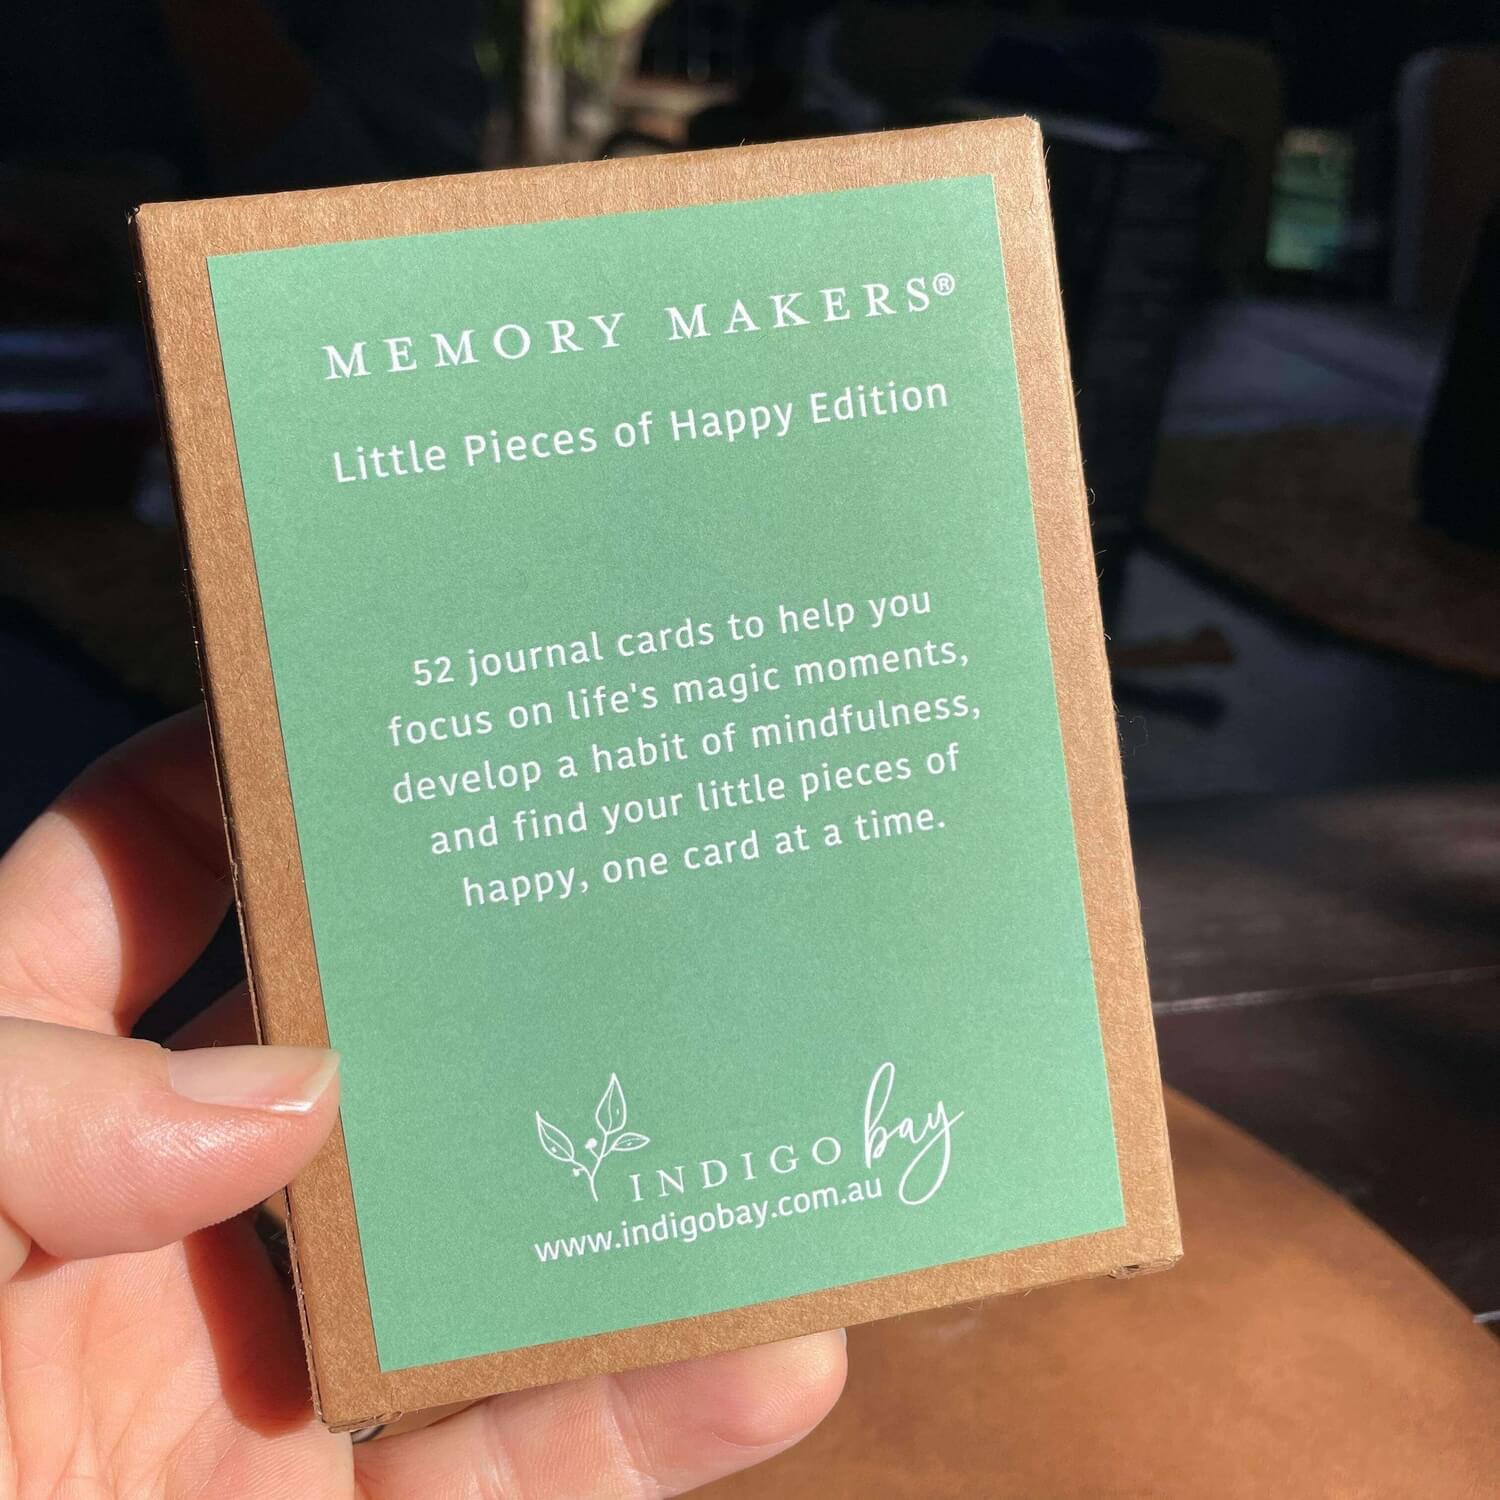 MEMORY MAKERS®
Little Pieces of Happy Edition
52 journal cards to help you
focus on life's magic moments,
develop a habit of mindfulness,
and find your little pieces of
happy, one card at a time.
INDIGO bay
www.indigobay.com.au